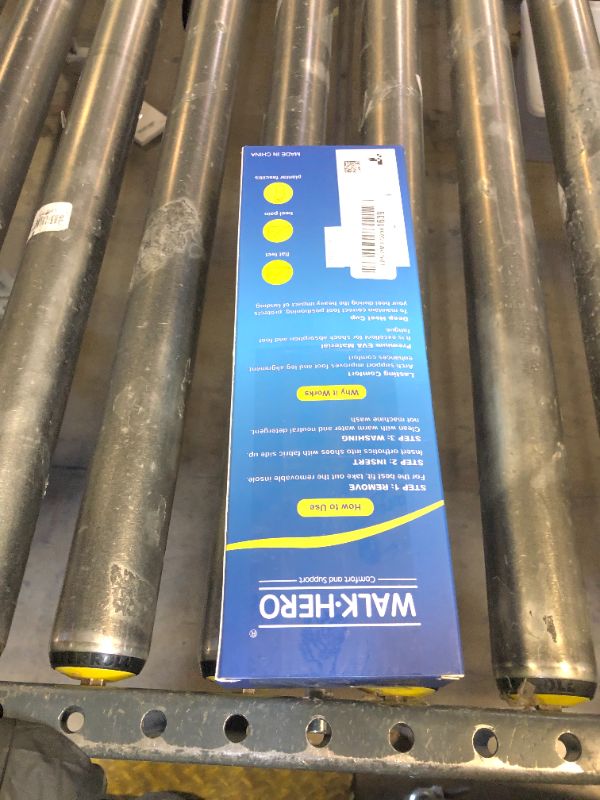 WALK•HERO®
Comfort and Support
How to Use
STEP 1: REMOVE
For the best fit, take out the removable insole.
STEP 2: INSERT
Insert orthotics into shoes with fabric side up.
STEP 3: WASHING
Clean with warm water and neutral detergent.
not machine wash
Why it Works
Lasting Comfort
Arch support improves foot and leg alignment
enhances comfort
Premium EVA Material
It is excellent for shock absorption and feet
fatigue
Deep Heel Cup
To maintain correct foot positioning, protects
your heel during the heavy impact of landing
flat feet
heel pain
plantar fasciitis
MADE IN CHINA